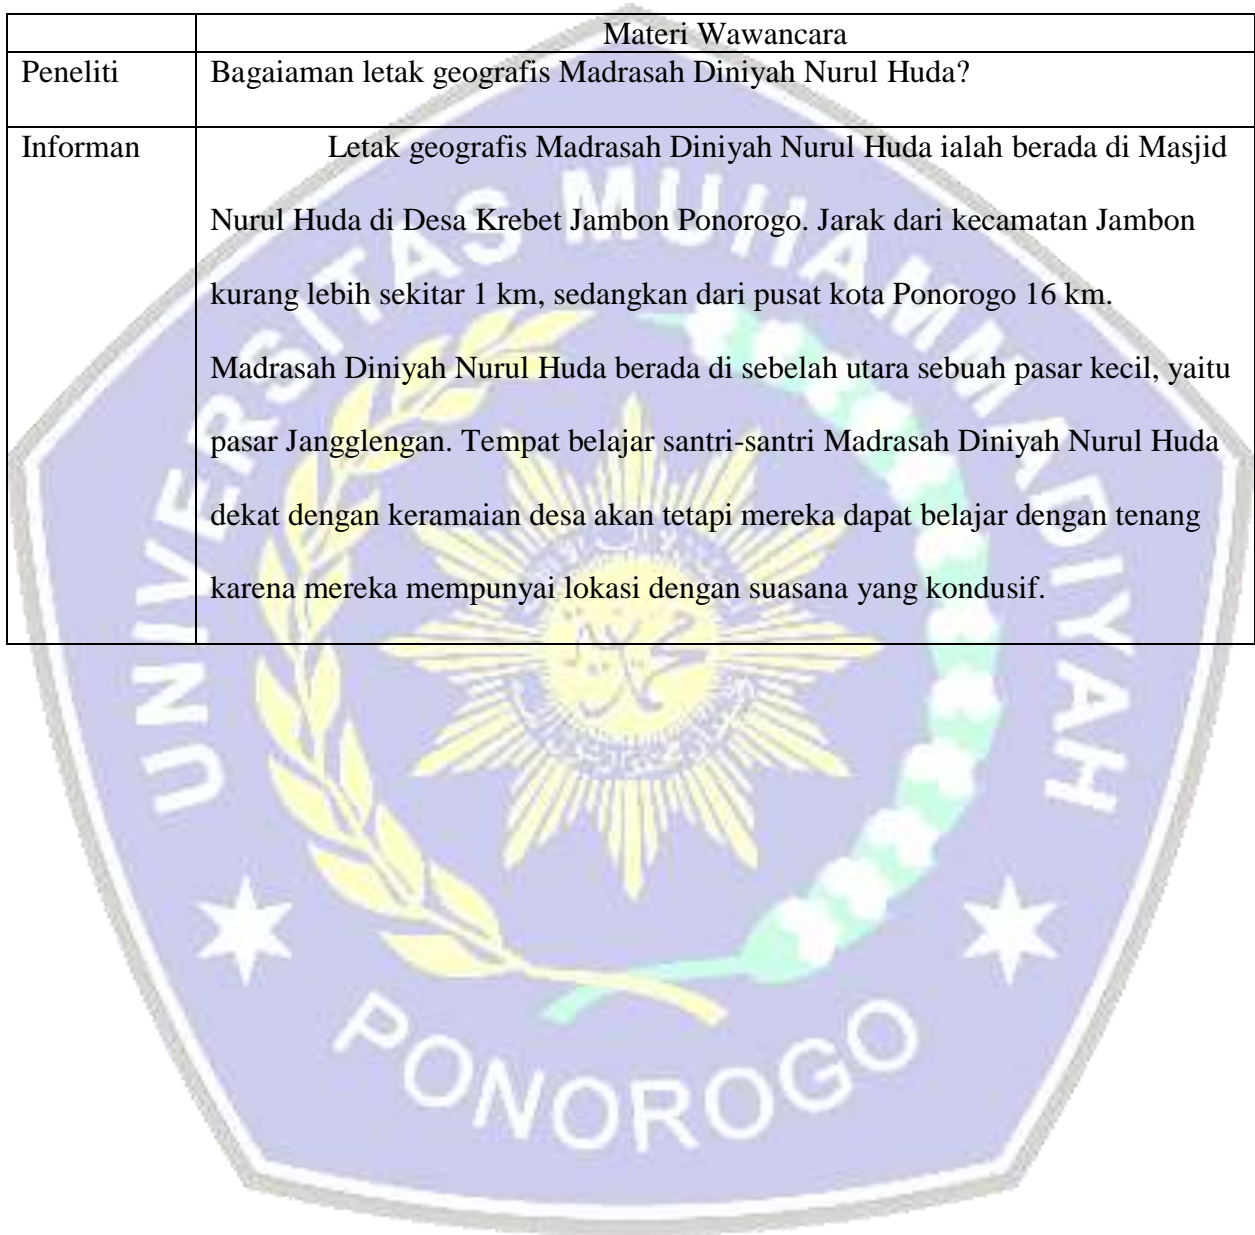 Materi Wawancara
Peneliti Bagaiaman letak geografis Madrasah Diniyah Nurul Huda?
Informan Letak geografis Madrasah Diniyah Nurul Huda ialah berada di Masjid
Nurul Huda di Desa Krebet Jambon Ponorogo. Jarak dari kecamatan Jambon
kurang lebih sekitar 1 km, sedangkan dari pusat kota Ponorogo 16 km.
Madrasah Diniyah Nurul Huda berada di sebelah utara sebuah pasar kecil, yaitu
pasar Jangglengan. Tempat belajar santri-santri Madrasah Diniyah Nurul Huda
dekat dengan keramaian desa akan tetapi mereka dapat belajar dengan tenang
karena mereka mempunyai lokasi dengan suasana yang kondusif.
UNIVERSITAS MUHAMMADIYAH
PONOROGO